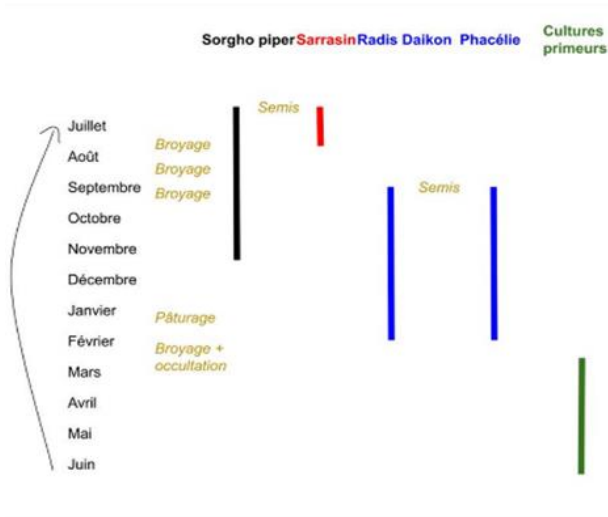 Sorgho piper Sarrasin Radis Daikon Phacélie Cultures
primeurs
Semis
Juillet
Broyage
Août
Broyage
Septembre Broyage Semis
Octobre
Novembre
Décembre
Janvier
Pâturage
Février
Broyage +
occultation
Mars
Avril
Mai
Juin